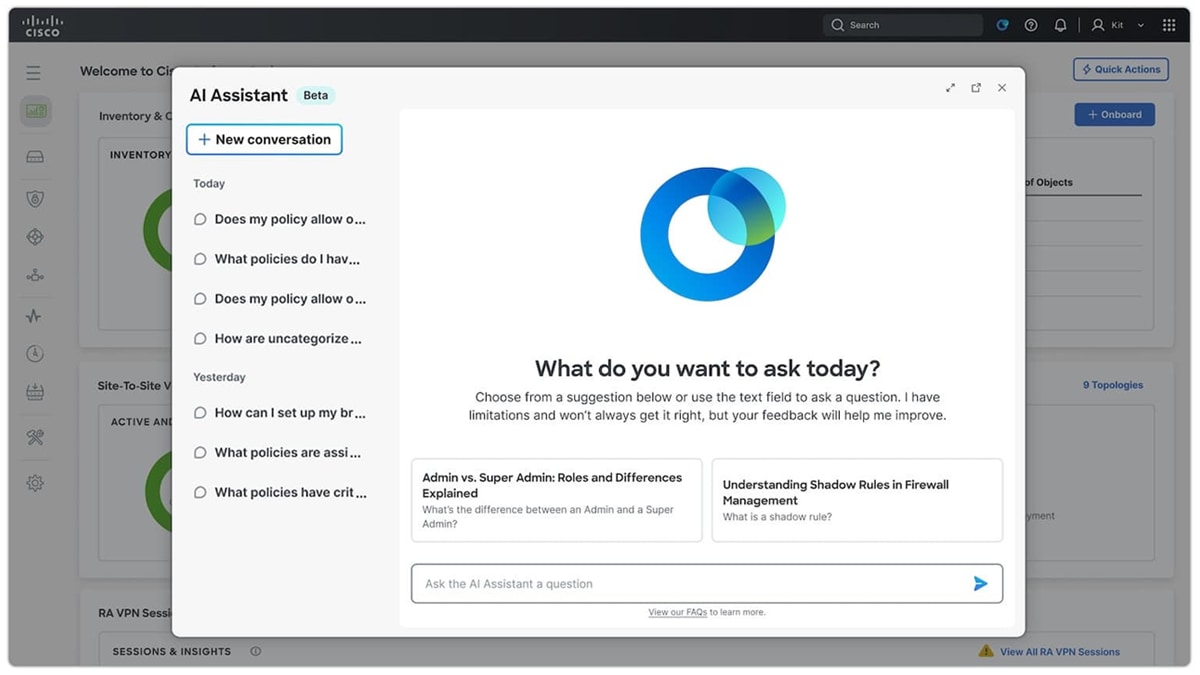 CISCO
Search
Kit
Welcome to Cis
Quick Actions
Inventory & O
+ Onboard
INVENTORY
of Objects
AI Assistant Beta
+ New conversation
Today
Does my policy allow o...
What policies do I hav...
Does my policy allow o...
How are uncategorize...
Yesterday
How can I set up my br...
What policies are assi...
What policies have crit...
What do you want to ask today?
Choose from a suggestion below or use the text field to ask a question. I have
limitations and won't always get it right, but your feedback will help me improve.
Admin vs. Super Admin: Roles and Differences
Explained
What's the difference between an Admin and a Super
Admin?
Understanding Shadow Rules in Firewall
Management
What is a shadow rule?
Ask the AI Assistant a question
View our FAQs to learn more.
Site-To-Site V
9 Topologies
ACTIVE AND
yment
RA VPN Sessi
SESSIONS & INSIGHTS
View All RA VPN Sessions